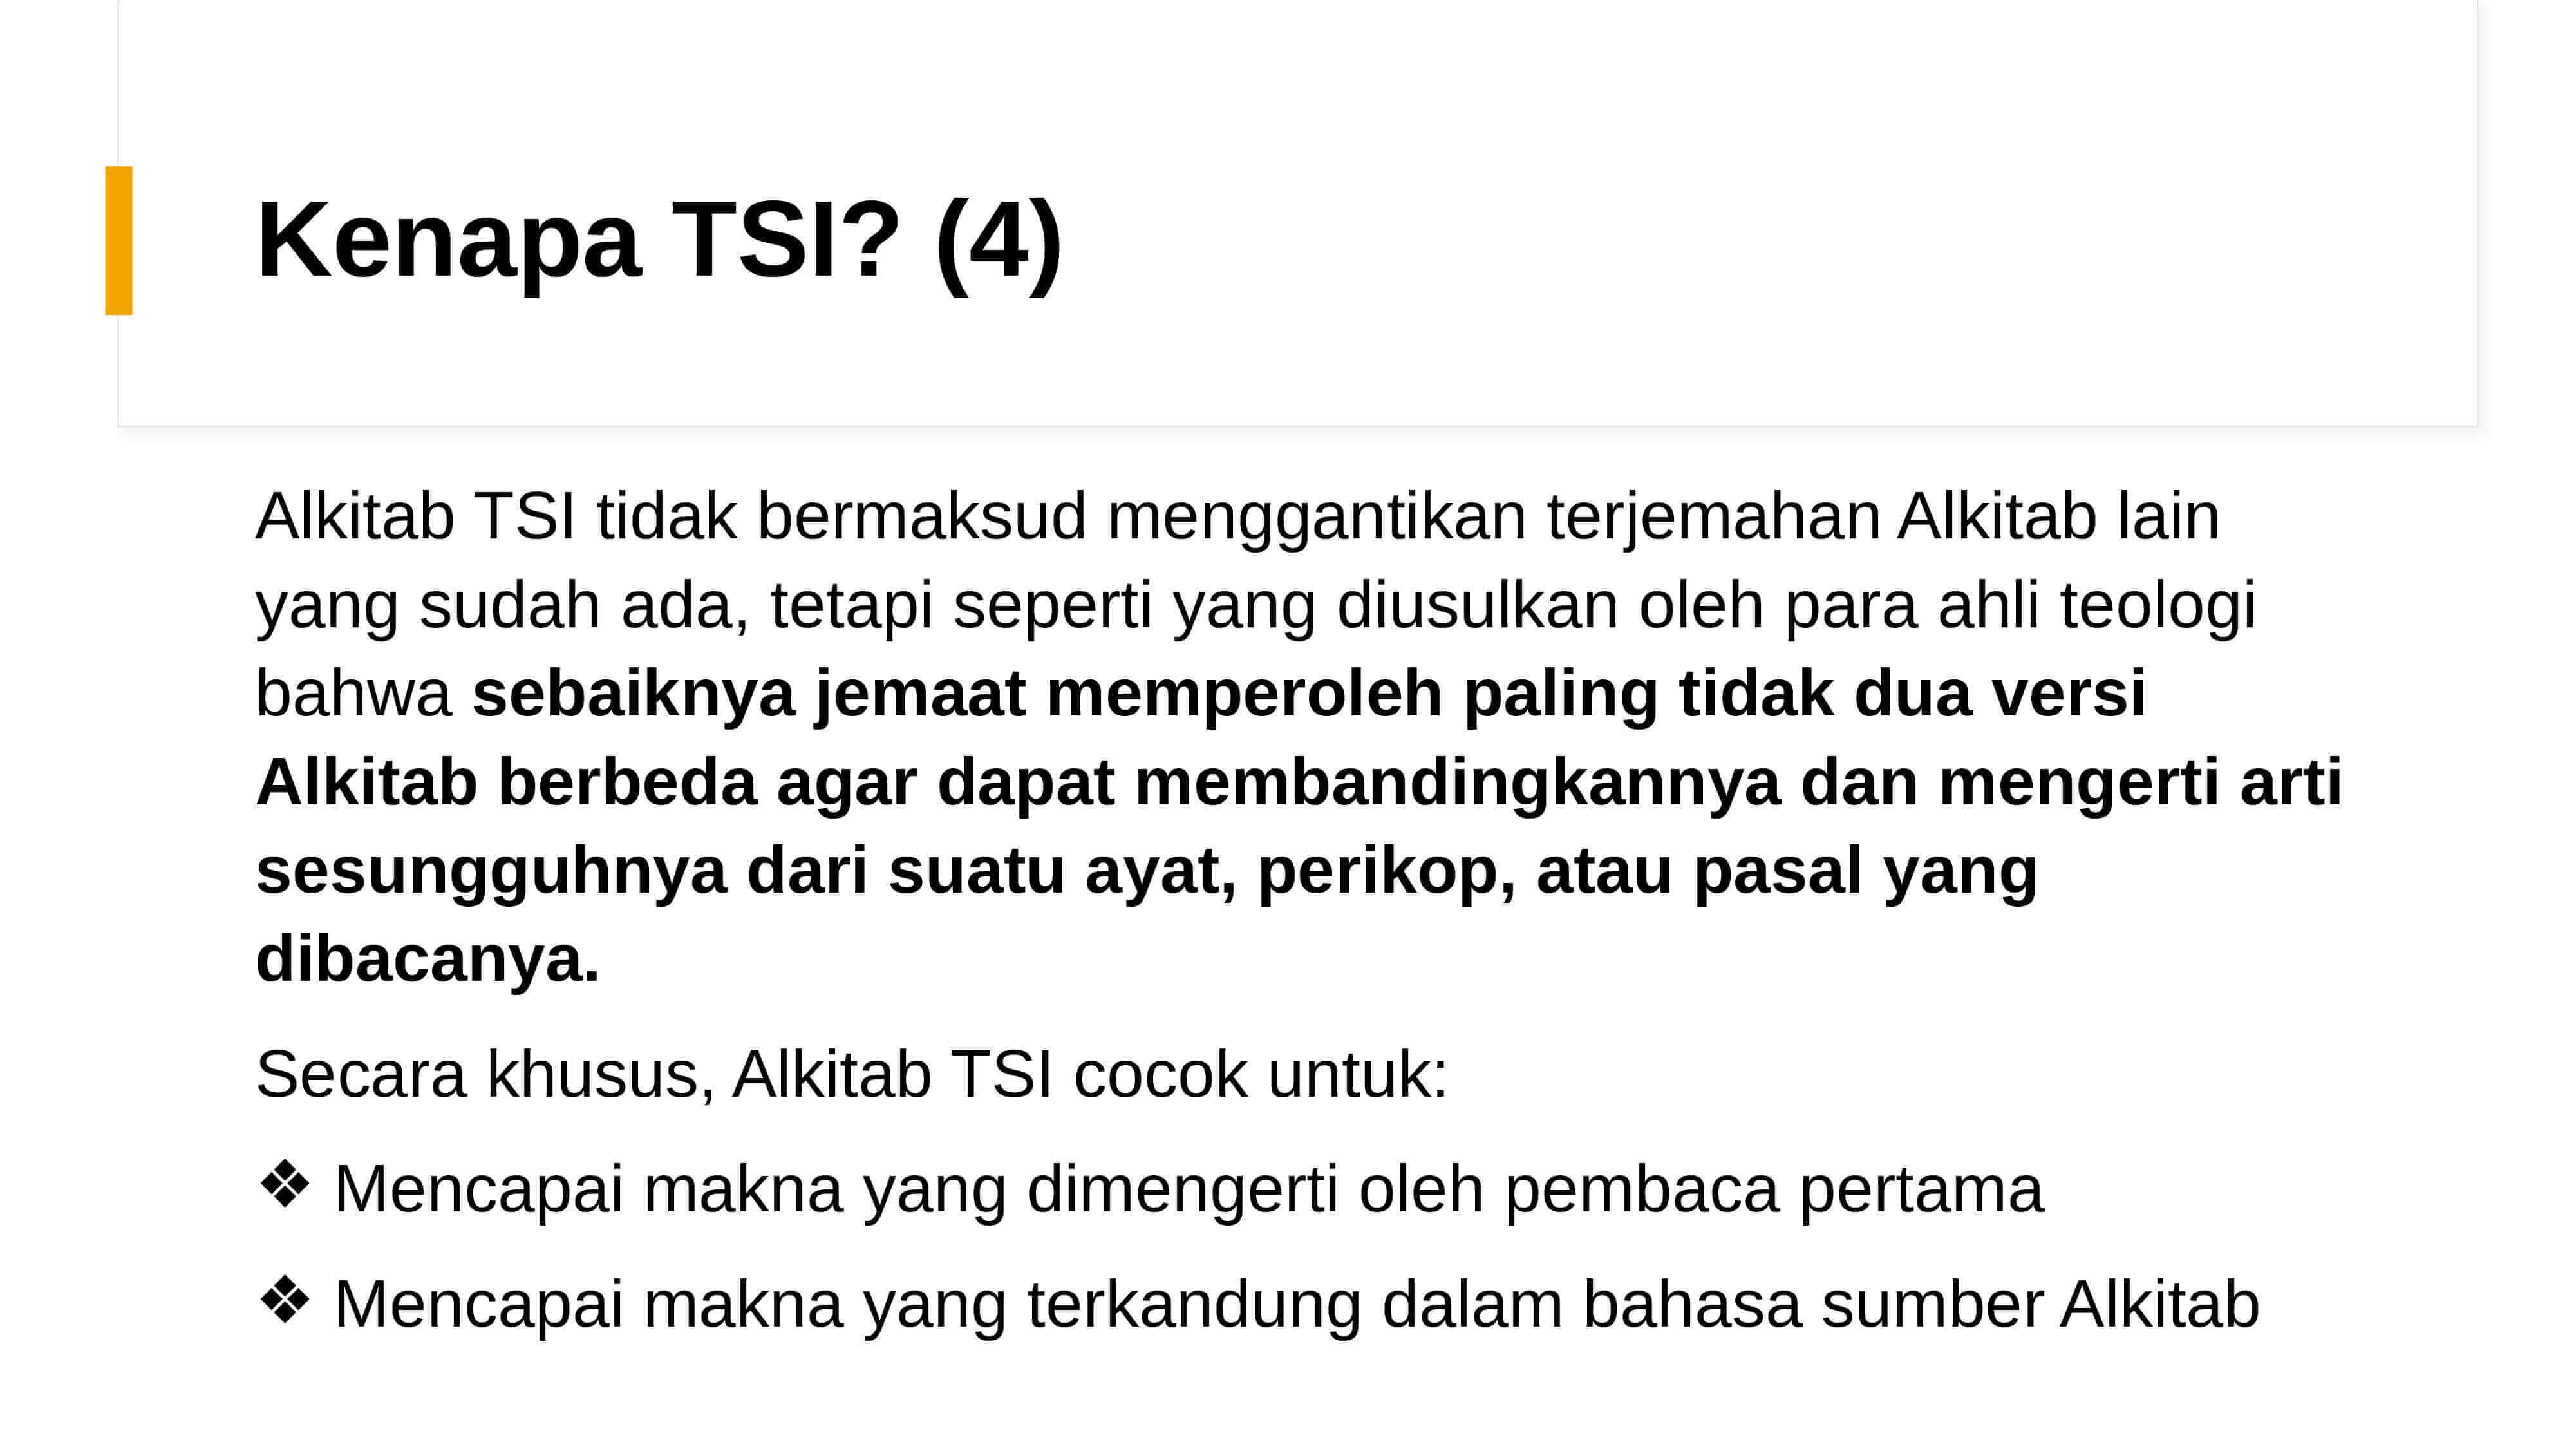 Kenapa TSI? (4)
Alkitab TSI tidak bermaksud menggantikan terjemahan Alkitab lain
yang sudah ada, tetapi seperti yang diusulkan oleh para ahli teologi
bahwa sebaiknya jemaat memperoleh paling tidak dua versi
Alkitab berbeda agar dapat membandingkannya dan mengerti arti
sesungguhnya dari suatu ayat, perikop, atau pasal yang
dibacanya.
Secara khusus, Alkitab TSI cocok untuk:
❖ Mencapai makna yang dimengerti oleh pembaca pertama
❖ Mencapai makna yang terkandung dalam bahasa sumber Alkitab